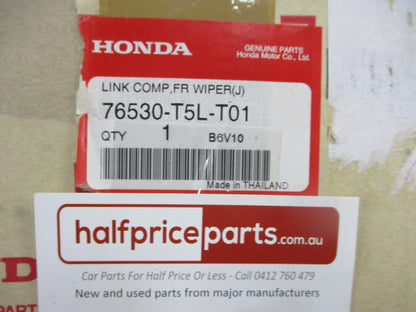 HONDA
GENUINE PARTS
Honda Motor Co., Ltd.
LINK COMP,FR WIPER(J)
76530-T5L-T01
QTY 1 B6V10
Made in THAILAND
halfpriceparts.com.au
Car Parts For Half Price Or Less - Call 0412 760 479
New and used parts from major manufacturers
ND
PART